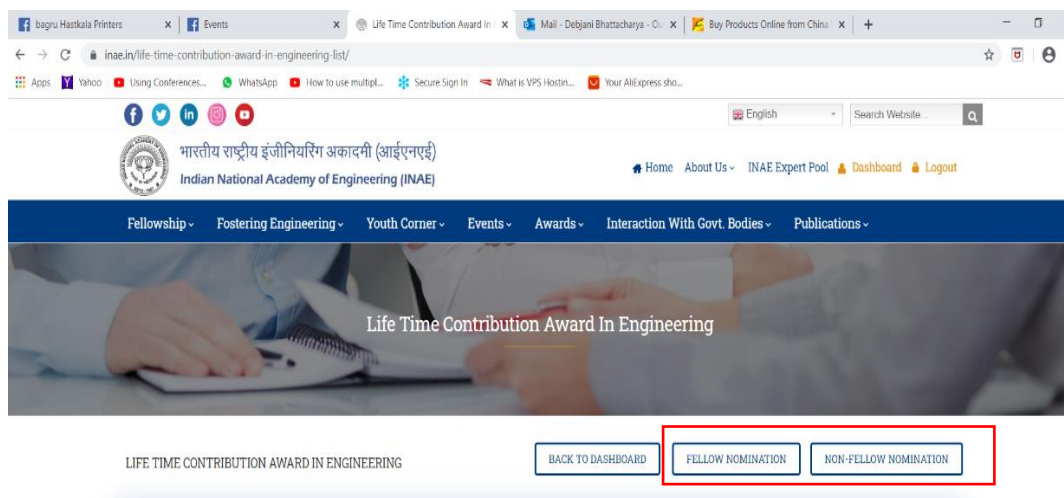 bagru Hastkala Printers
Events
Life Time Contribution Award In
Mail - Debjani Bhattacharya - Ou
Buy Products Online from China
inae.in/life-time-contribution-award-in-engineering-list/
Apps Yahoo Using Conferences... WhatsApp How to use multipl... Secure Sign In What is VPS Hostin... Your AliExpress sho...
English Search Website...
भारतीय राष्ट्रीय इंजीनियरिंग अकादमी (आईएनएई)
Indian National Academy of Engineering (INAE)
Home About Us INAE Expert Pool Dashboard Logout
Fellowship Fostering Engineering Youth Corner Events Awards Interaction With Govt. Bodies Publications
Life Time Contribution Award In Engineering
LIFE TIME CONTRIBUTION AWARD IN ENGINEERING
BACK TO DASHBOARD FELLOW NOMINATION NON-FELLOW NOMINATION